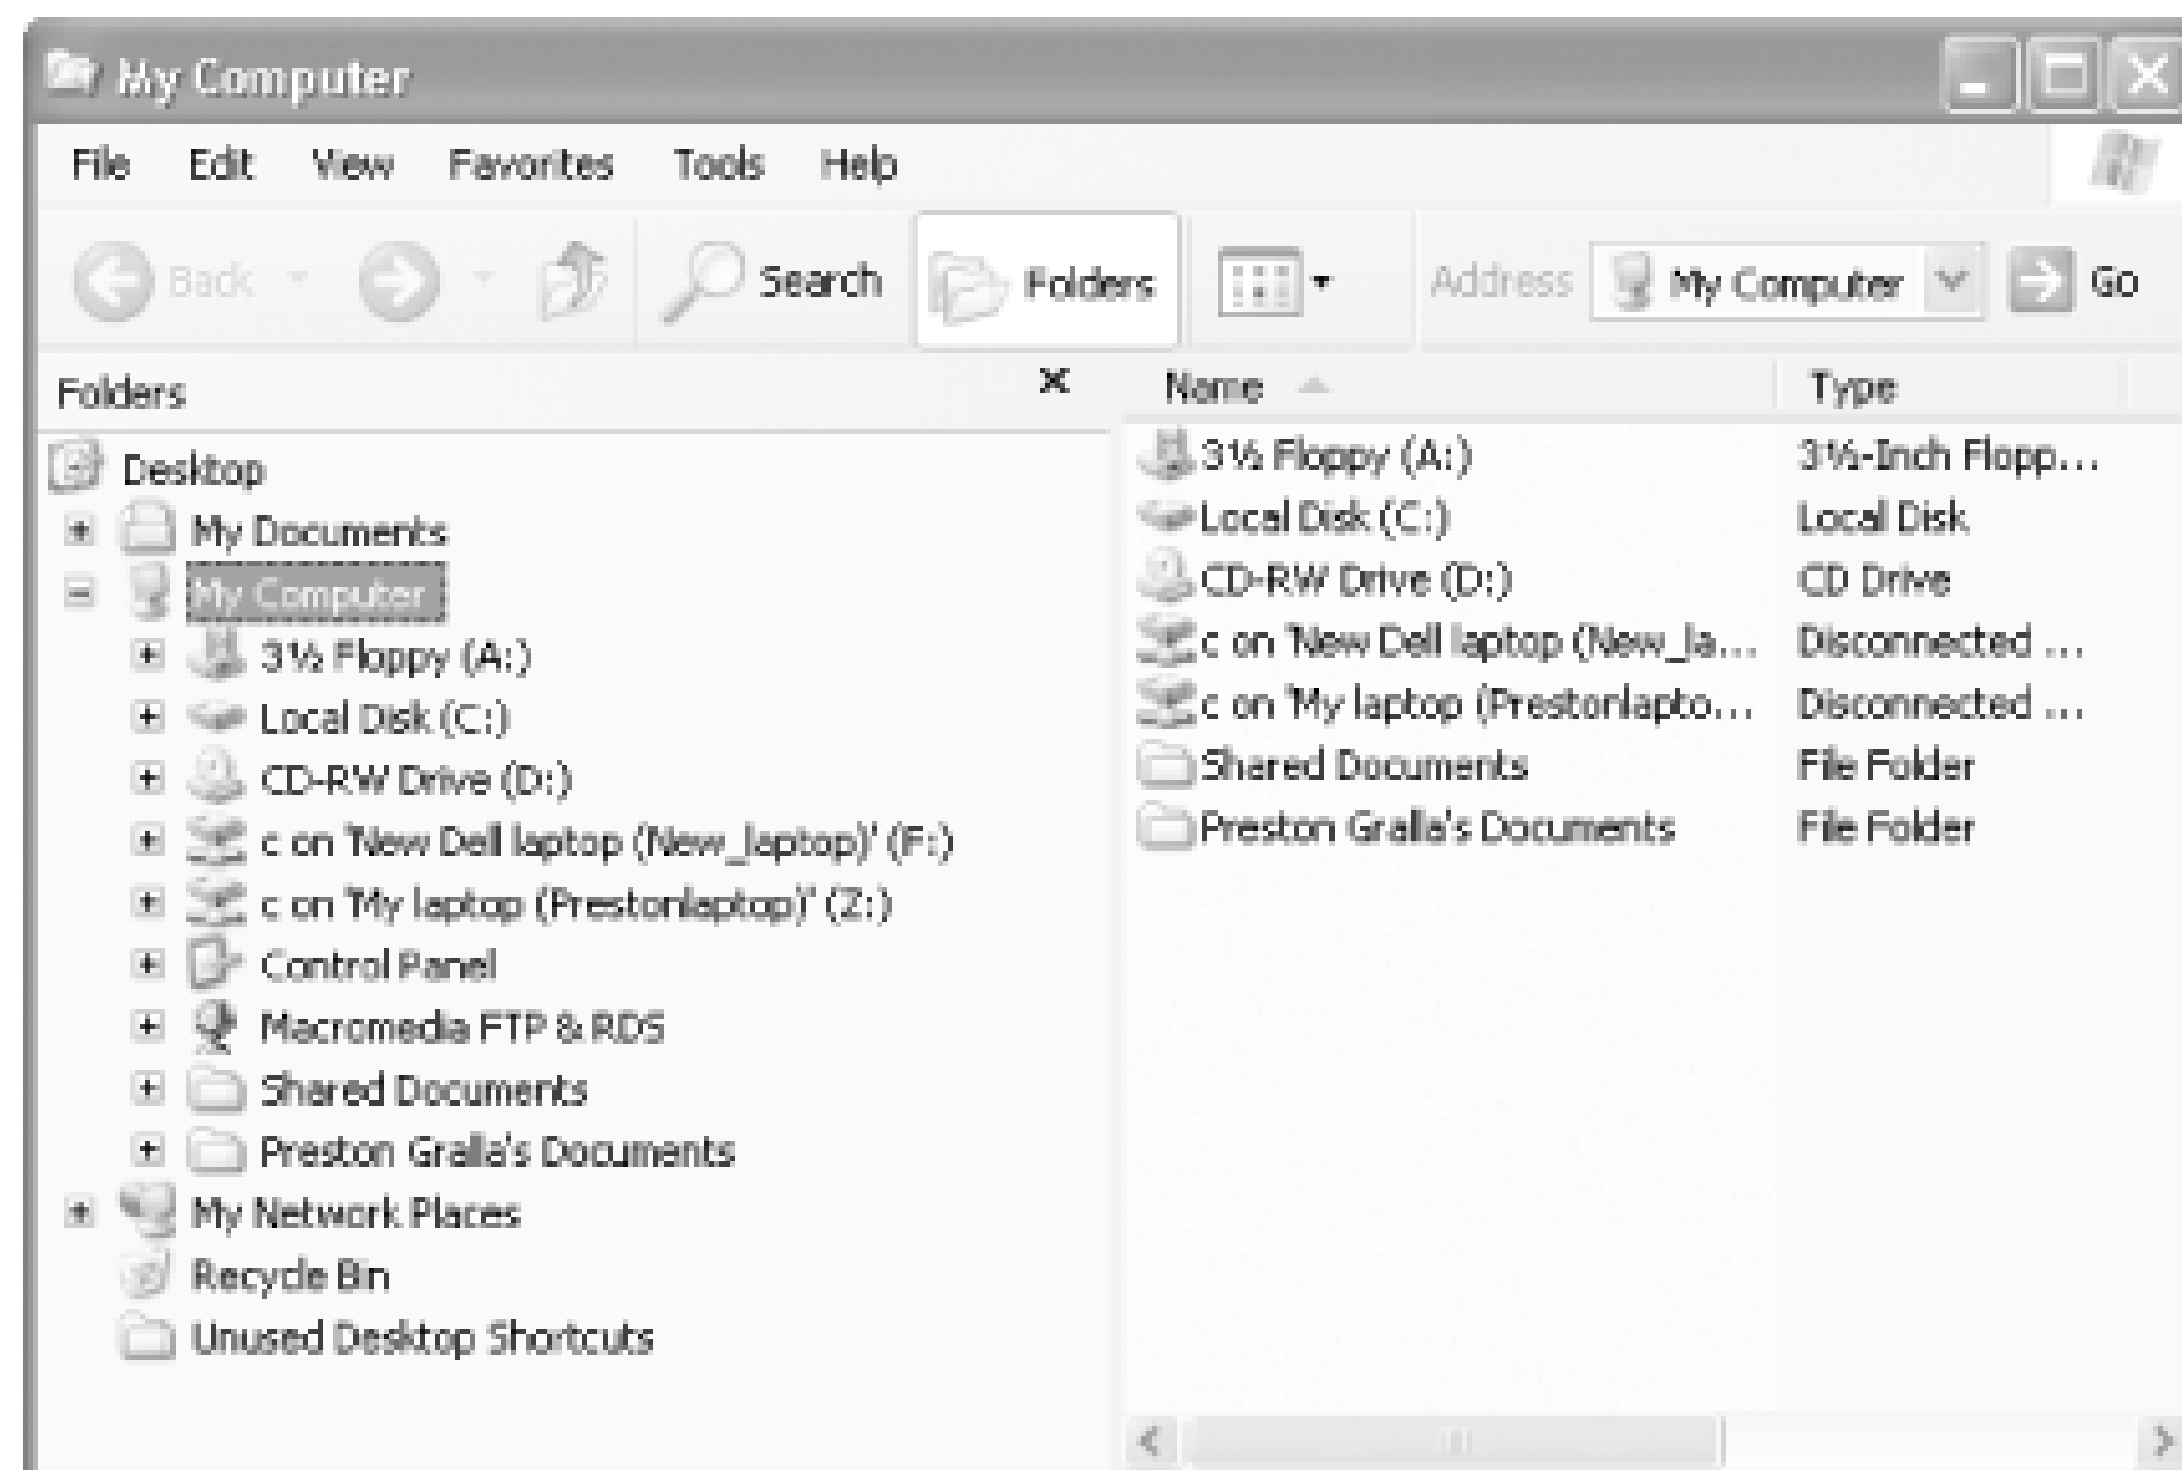 My Computer
File Edit View Favorites Tools Help
Back Search Folders Address My Computer Go
Folders
Desktop
My Documents
My Computer
3½ Floppy (A:)
Local Disk (C:)
CD-RW Drive (D:)
c on 'New Dell laptop (New_laptop)' (F:)
c on 'My laptop (Prestonlaptop)' (Z:)
Control Panel
Macromedia FTP & RDS
Shared Documents
Preston Gralla's Documents
My Network Places
Recycle Bin
Unused Desktop Shortcuts
Name Type
3½ Floppy (A:) 3½-Inch Flopp...
Local Disk (C:) Local Disk
CD-RW Drive (D:) CD Drive
c on 'New Dell laptop (New_la... Disconnected ...
c on 'My laptop (Prestonlapto... Disconnected ...
Shared Documents File Folder
Preston Gralla's Documents File Folder